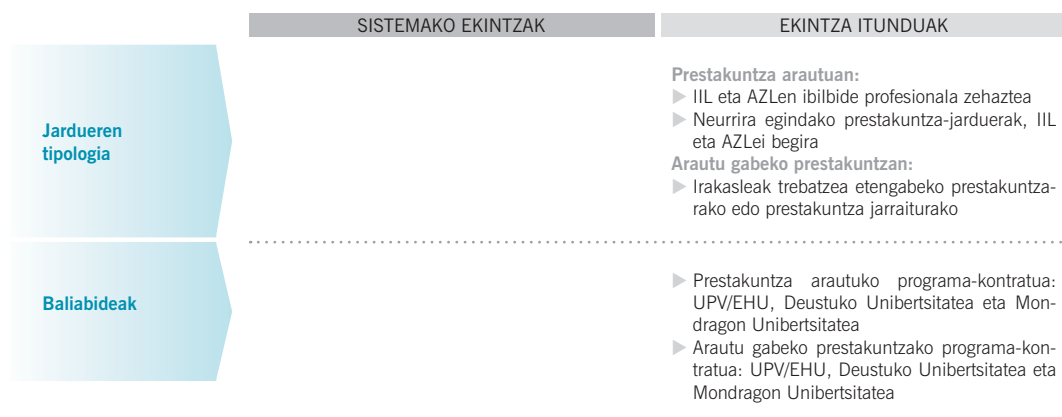 SISTEMAKO EKINTZAK
EKINTZA ITUNDUAK
Jardueren
tipologia
Prestakuntza arautuan:
IIL eta AZLen ibilbide profesionala zehaztea
Neurrira egindako prestakuntza-jarduerak, IIL
eta AZLei begira
Arautu gabeko prestakuntzan:
Irakasleak trebatzea etengabeko prestakuntza-
rako edo prestakuntza jarraiturako
Baliabideak
Prestakuntza arautuko programa-kontratua:
UPV/EHU, Deustuko Unibertsitatea eta Mon-
dragon Unibertsitatea
Arautu gabeko prestakuntzako programa-kon-
tratua: UPV/EHU, Deustuko Unibertsitatea eta
Mondragon Unibertsitatea